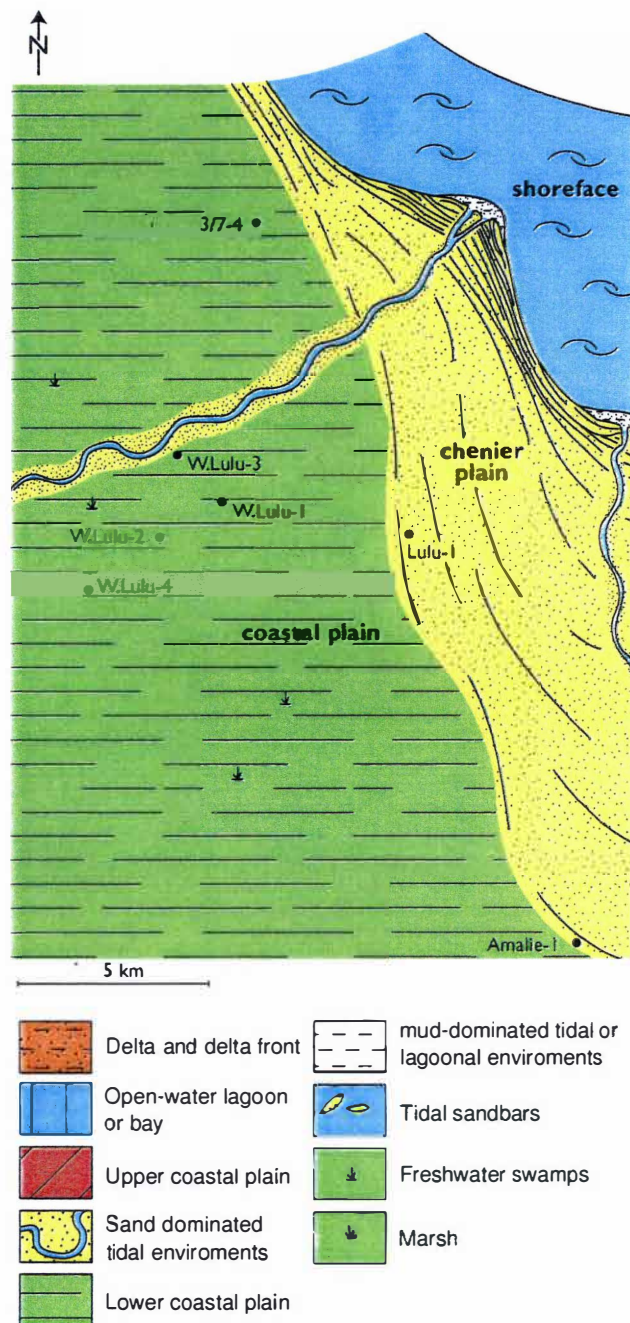 N
shoreface
3/7-4
chenier
plain
W.Lulu-3
W.Lulu-1
W.Lulu-2
Lulu-1
W.Lulu-4
coastal plain
Amalie-1
5 km
Delta and delta front
Open-water lagoon
or bay
Upper coastal plain
Sand dominated
tidal enviroments
Lower coastal plain
mud-dominated tidal or
lagoonal enviroments
Tidal sandbars
Freshwater swamps
Marsh